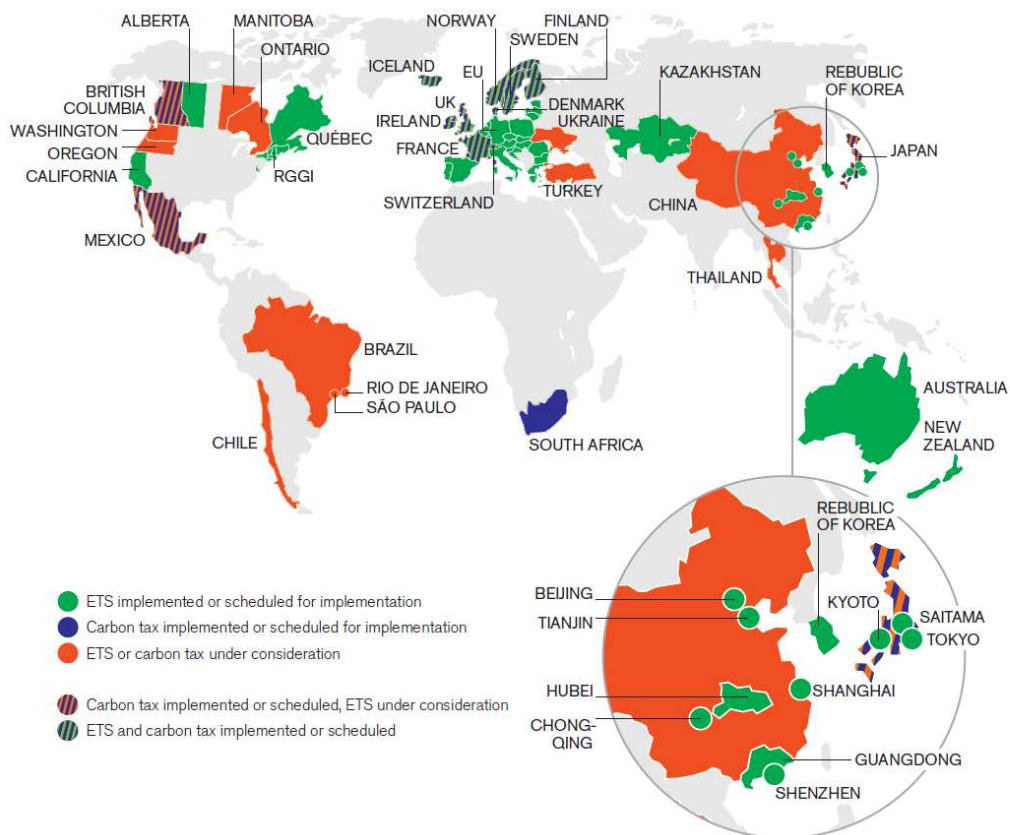 ALBERTA
MANITOBA
ONTARIO
BRITISH
COLUMBIA
WASHINGTON
OREGON
CALIFORNIA
QUÉBEC
RGGI
MEXICO
NORWAY
SWEDEN
FINLAND
ICELAND
EU
UK
IRELAND
DENMARK
UKRAINE
FRANCE
SWITZERLAND
TURKEY
KAZAKHSTAN
REBUBLIC
OF KOREA
JAPAN
CHINA
THAILAND
BRAZIL
RIO DE JANEIRO
SÃO PAULO
CHILE
SOUTH AFRICA
AUSTRALIA
NEW
ZEALAND
REBUBLIC
OF KOREA
BEIJING
TIANJIN
KYOTO
SAITAMA
TOKYO
HUBEI
SHANGHAI
CHONG-
QING
GUANGDONG
SHENZHEN
ETS implemented or scheduled for implementation
Carbon tax implemented or scheduled for implementation
ETS or carbon tax under consideration
Carbon tax implemented or scheduled, ETS under consideration
ETS and carbon tax implemented or scheduled